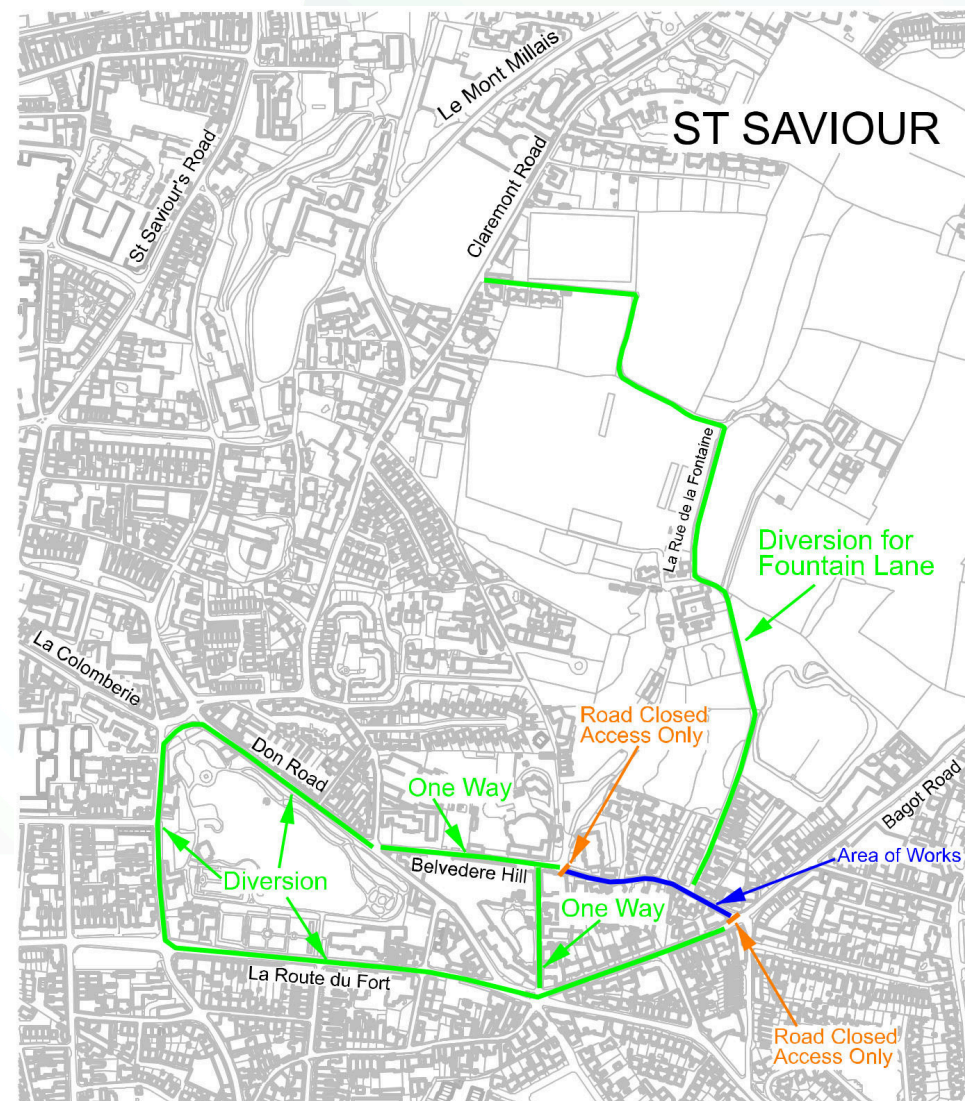 Le Mont Millais
ST SAVIOUR
St Saviour's Road
Claremont Road
La Rue de la Fontaine
Diversion for
Fountain Lane
La Colomberie
Road Closed
Access Only
Don Road
One Way
Bagot Road
Belvedere Hill
Area of Works
Diversion
One Way
La Route du Fort
Road Closed
Access Only